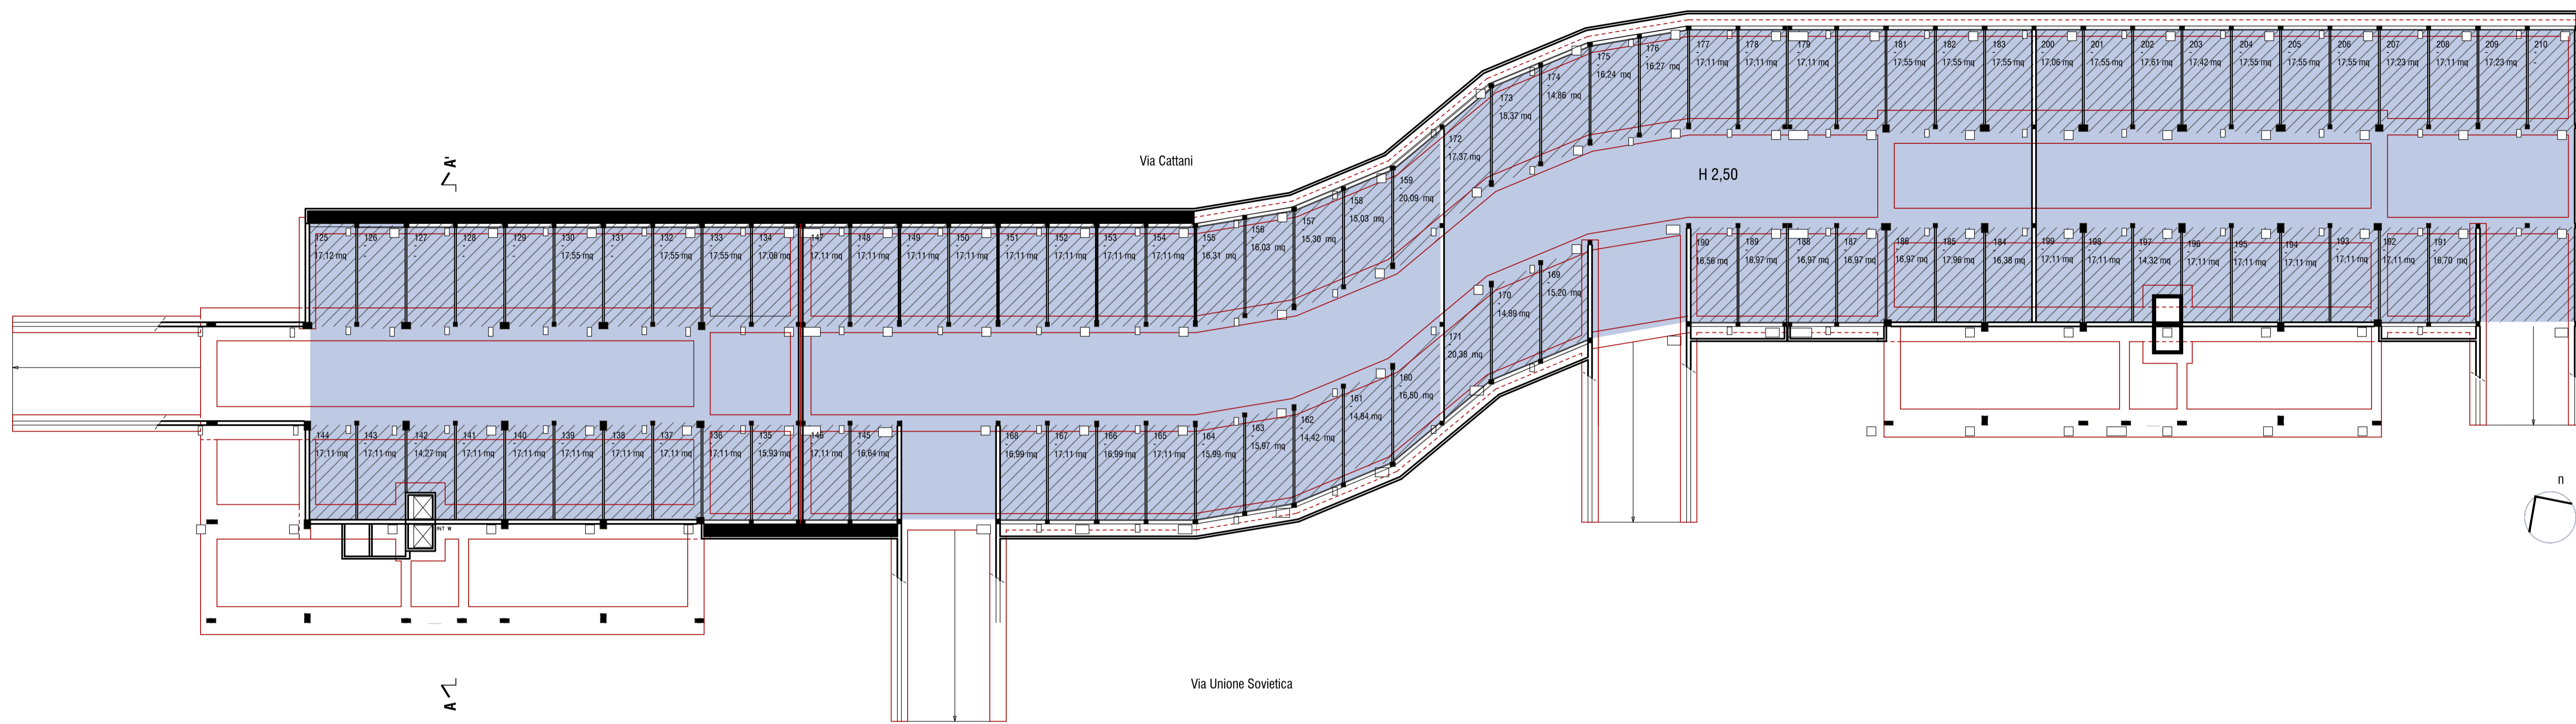 A'
Via Cattani
H 2,50
125
-
17,12 mq
126
-
-
127
-
-
128
-
-
129
-
-
130
-
17,55 mq
131
-
-
132
-
17,55 mq
133
-
17,55 mq
134
-
17,06 mq
147
-
17,11 mq
148
-
17,11 mq
149
-
17,11 mq
150
-
17,11 mq
151
-
17,11 mq
152
-
17,11 mq
153
-
17,11 mq
154
-
17,11 mq
155
-
16,31 mq
156
-
16,03 mq
157
-
15,30 mq
158
-
15,03 mq
159
-
20,09 mq
172
-
17,37 mq
173
-
15,37 mq
174
-
14,86 mq
175
-
16,24 mq
176
-
16,27 mq
177
-
17,11 mq
178
-
17,11 mq
179
-
17,11 mq
181
-
17,55 mq
182
-
17,55 mq
183
-
17,55 mq
200
-
17,06 mq
201
-
17,55 mq
202
-
17,61 mq
203
-
17,42 mq
204
-
17,55 mq
205
-
17,55 mq
206
-
17,55 mq
207
-
17,23 mq
208
-
17,11 mq
209
-
17,23 mq
210
-
-
144
-
17,11 mq
143
-
17,11 mq
142
-
14,27 mq
141
-
17,11 mq
140
-
17,11 mq
139
-
17,11 mq
138
-
17,11 mq
137
-
17,11 mq
136
-
17,11 mq
135
-
15,93 mq
146
-
17,11 mq
145
-
16,64 mq
168
-
16,99 mq
167
-
17,11 mq
166
-
16,99 mq
165
-
17,11 mq
164
-
15,99 mq
163
-
15,97 mq
162
-
14,42 mq
161
-
14,84 mq
160
-
16,50 mq
171
-
20,38 mq
170
-
14,69 mq
169
-
15,20 mq
190
-
16,56 mq
189
-
16,97 mq
188
-
16,97 mq
187
-
16,97 mq
186
-
16,97 mq
185
-
17,96 mq
184
-
16,38 mq
199
-
17,11 mq
198
-
17,11 mq
197
-
14,32 mq
196
-
17,11 mq
195
-
17,11 mq
194
-
17,11 mq
193
-
17,11 mq
192
-
17,11 mq
191
-
16,70 mq
INT W
n
Via Unione Sovietica
A